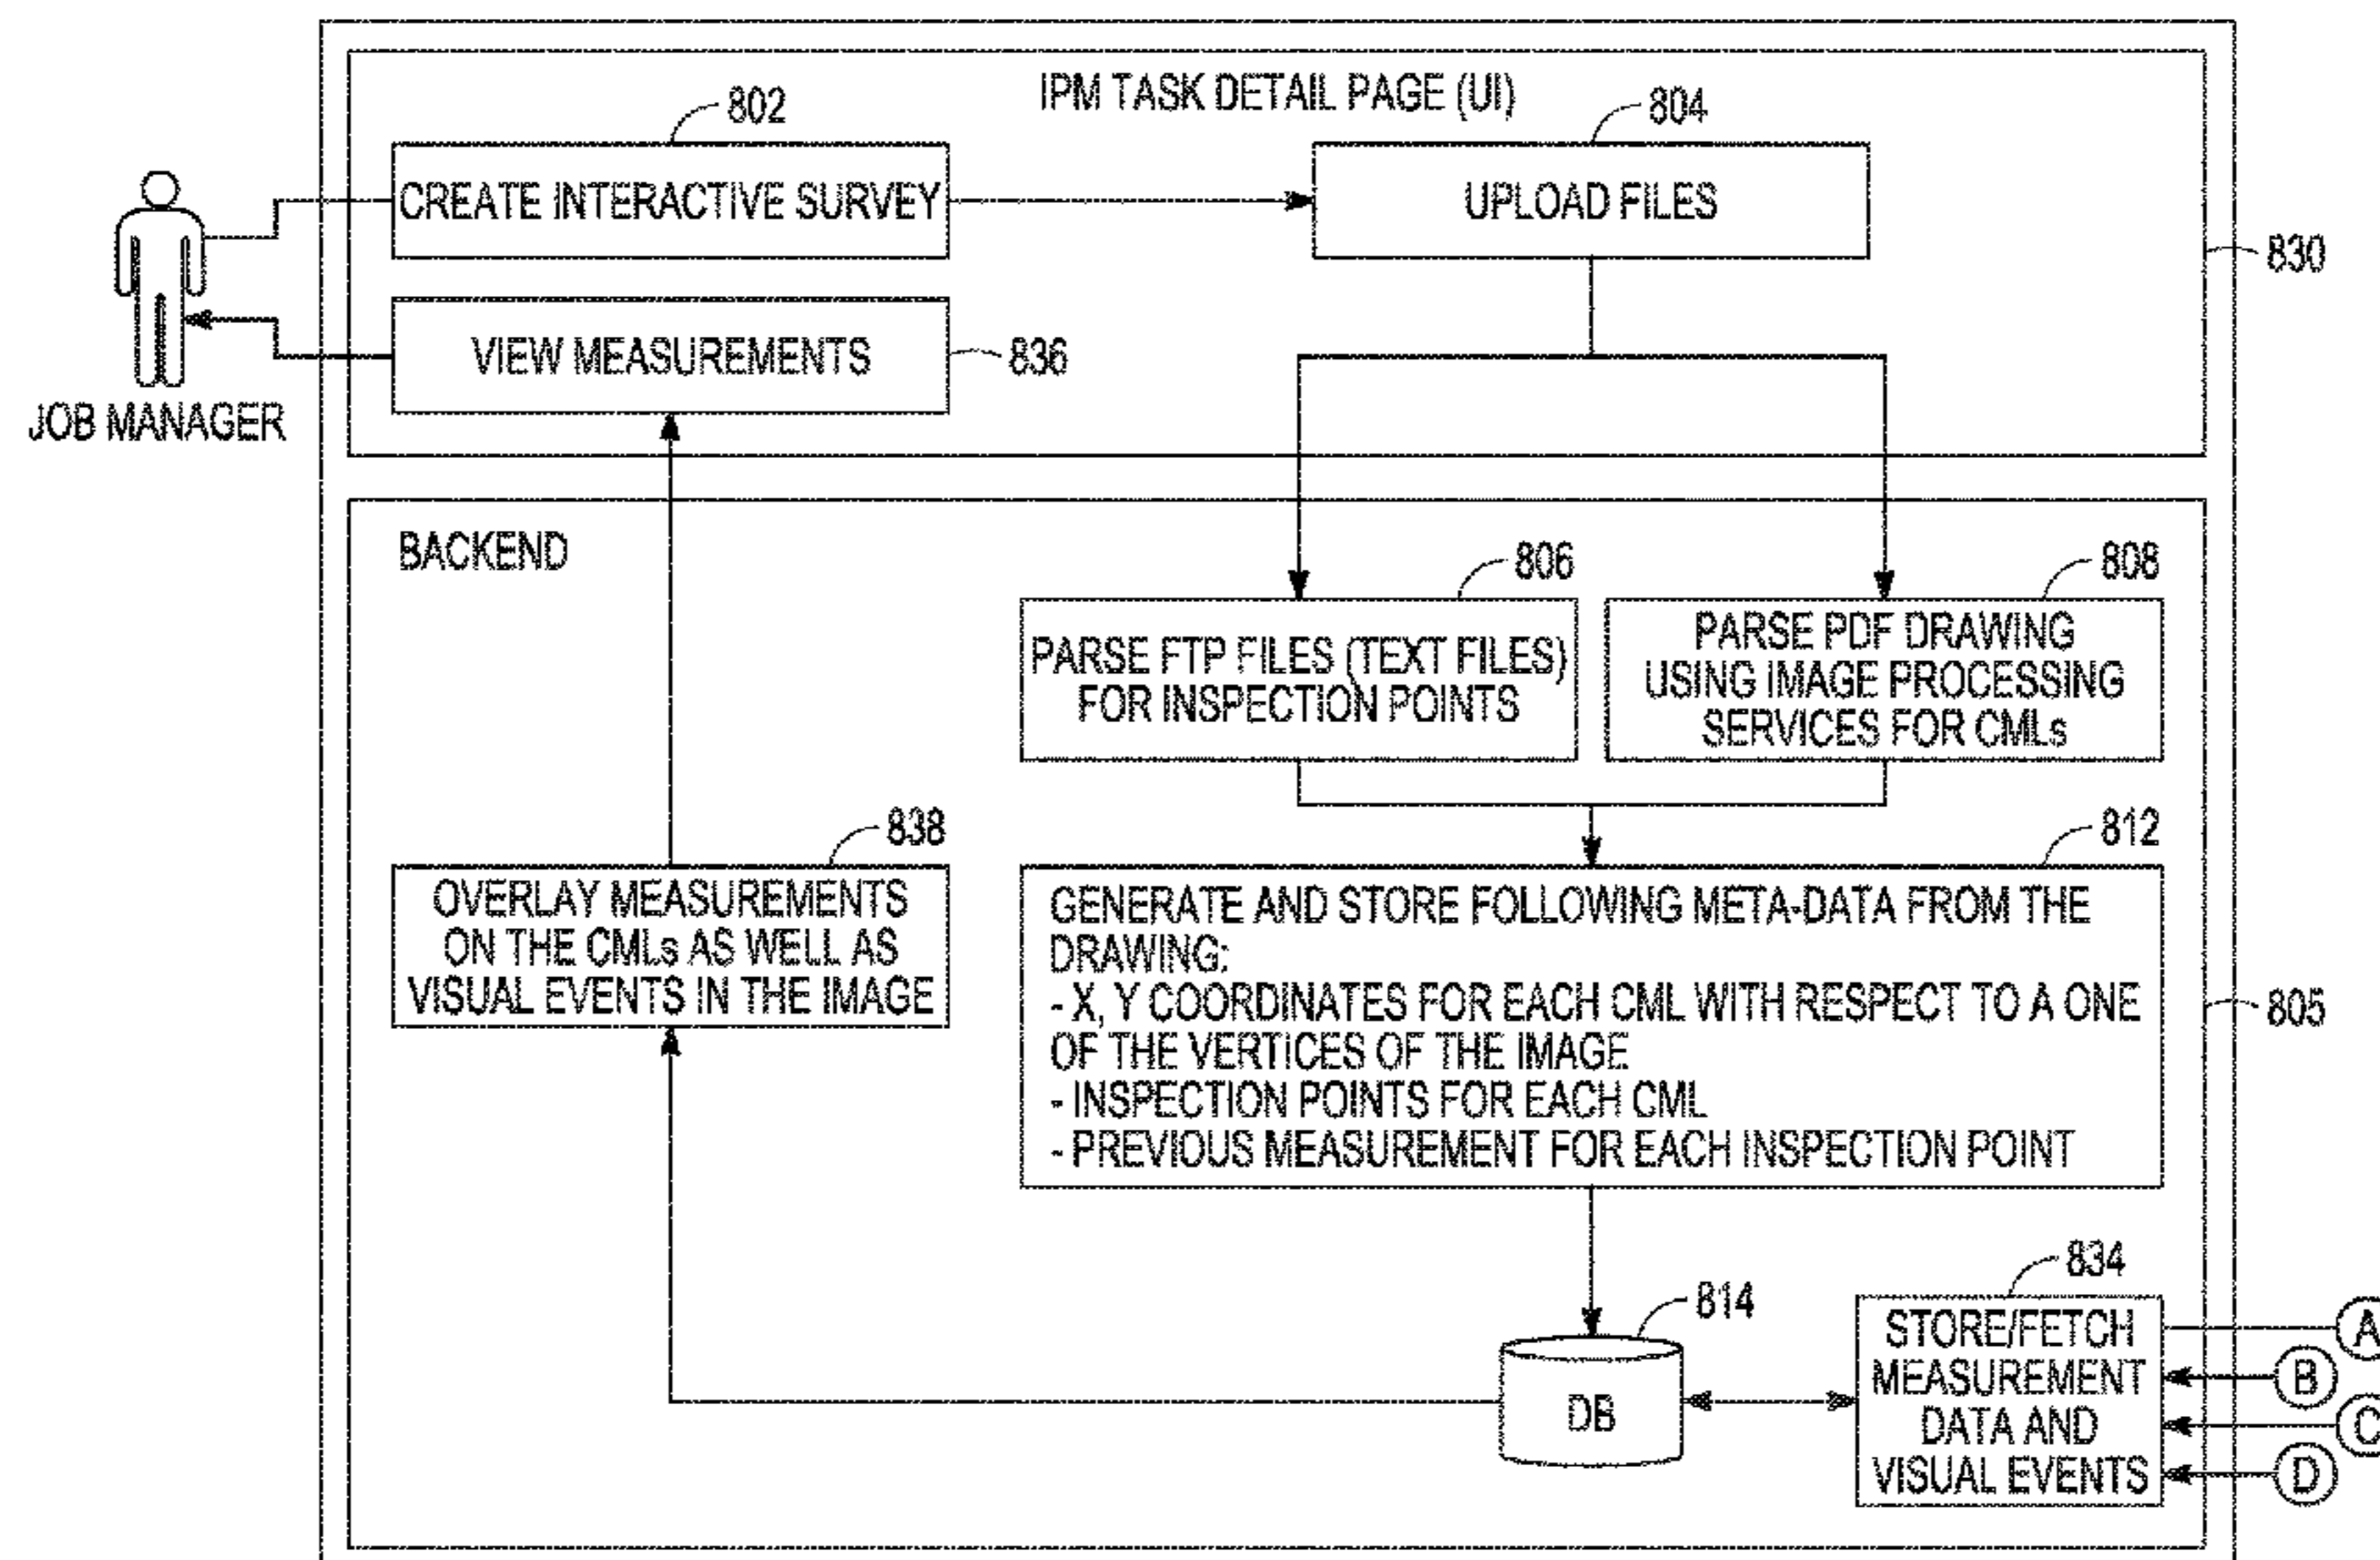 IPM TASK DETAIL PAGE (UI)
802
804
CREATE INTERACTIVE SURVEY
UPLOAD FILES
830
VIEW MEASUREMENTS
836
JOB MANAGER
BACKEND
806
808
PARSE FTP FILES (TEXT FILES)
FOR INSPECTION POINTS
PARSE PDF DRAWING
USING IMAGE PROCESSING
SERVICES FOR CMLs
838
812
OVERLAY MEASUREMENTS
ON THE CMLs AS WELL AS
VISUAL EVENTS IN THE IMAGE
GENERATE AND STORE FOLLOWING META-DATA FROM THE
DRAWING:
- X, Y COORDINATES FOR EACH CML WITH RESPECT TO A ONE
OF THE VERTICES OF THE IMAGE
- INSPECTION POINTS FOR EACH CML
- PREVIOUS MEASUREMENT FOR EACH INSPECTION POINT
805
834
814
DB
STORE/FETCH
MEASUREMENT
DATA AND
VISUAL EVENTS
A
B
C
D